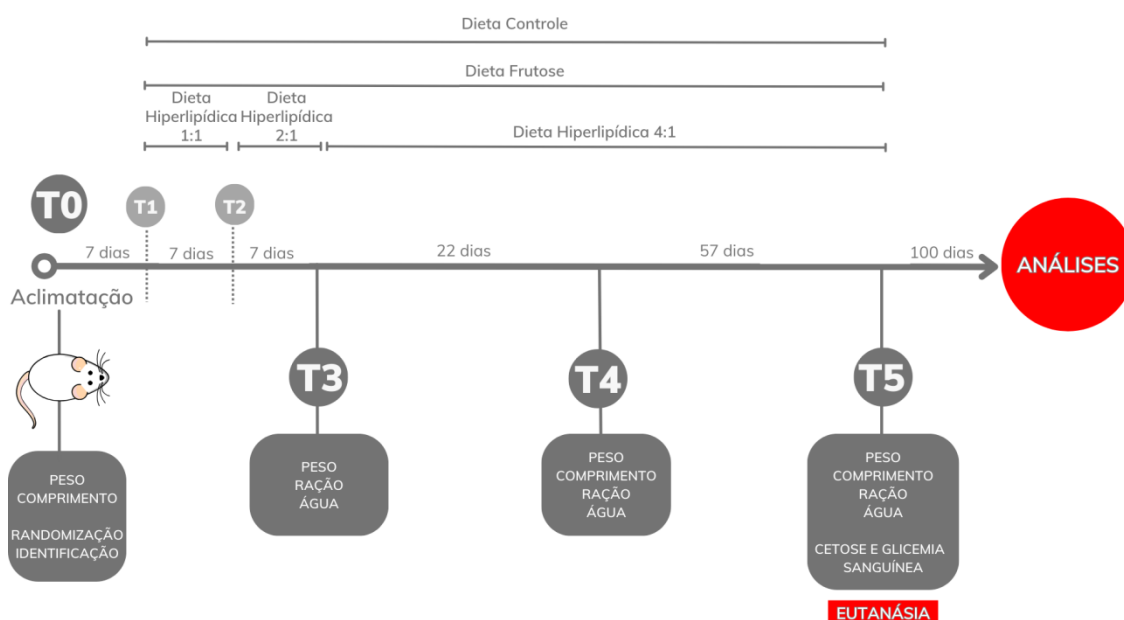 Dieta Controle
Dieta Frutose
Dieta
Hiperlipídica
1:1
Dieta
Hiperlipídica
2:1
Dieta Hiperlipídica 4:1
T0
T1
T2
7 dias
7 dias
7 dias
22 dias
57 dias
100 dias
ANÁLISES
Aclimatação
T3
T4
T5
PESO
COMPRIMENTO
RANDOMIZAÇÃO
IDENTIFICAÇÃO
PESO
RAÇÃO
ÁGUA
PESO
COMPRIMENTO
RAÇÃO
ÁGUA
PESO
COMPRIMENTO
RAÇÃO
ÁGUA
CETOSE E GLICEMIA
SANGUÍNEA
EUTANÁSIA